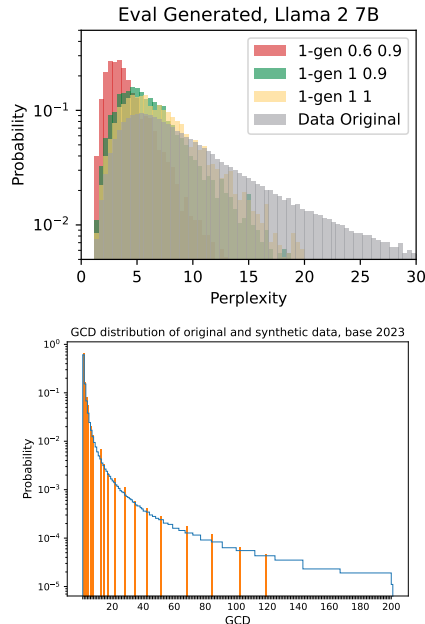 Eval Generated, Llama 2 7B
1-gen 0.6 0.9
1-gen 1 0.9
1-gen 1 1
Data Original
Probability
10⁻¹
10⁻²
0 5 10 15 20 25 30
Perplexity
GCD distribution of original and synthetic data, base 2023
Probability
10⁰
10⁻¹
10⁻²
10⁻³
10⁻⁴
10⁻⁵
20 40 60 80 100 120 140 160 180 200
GCD